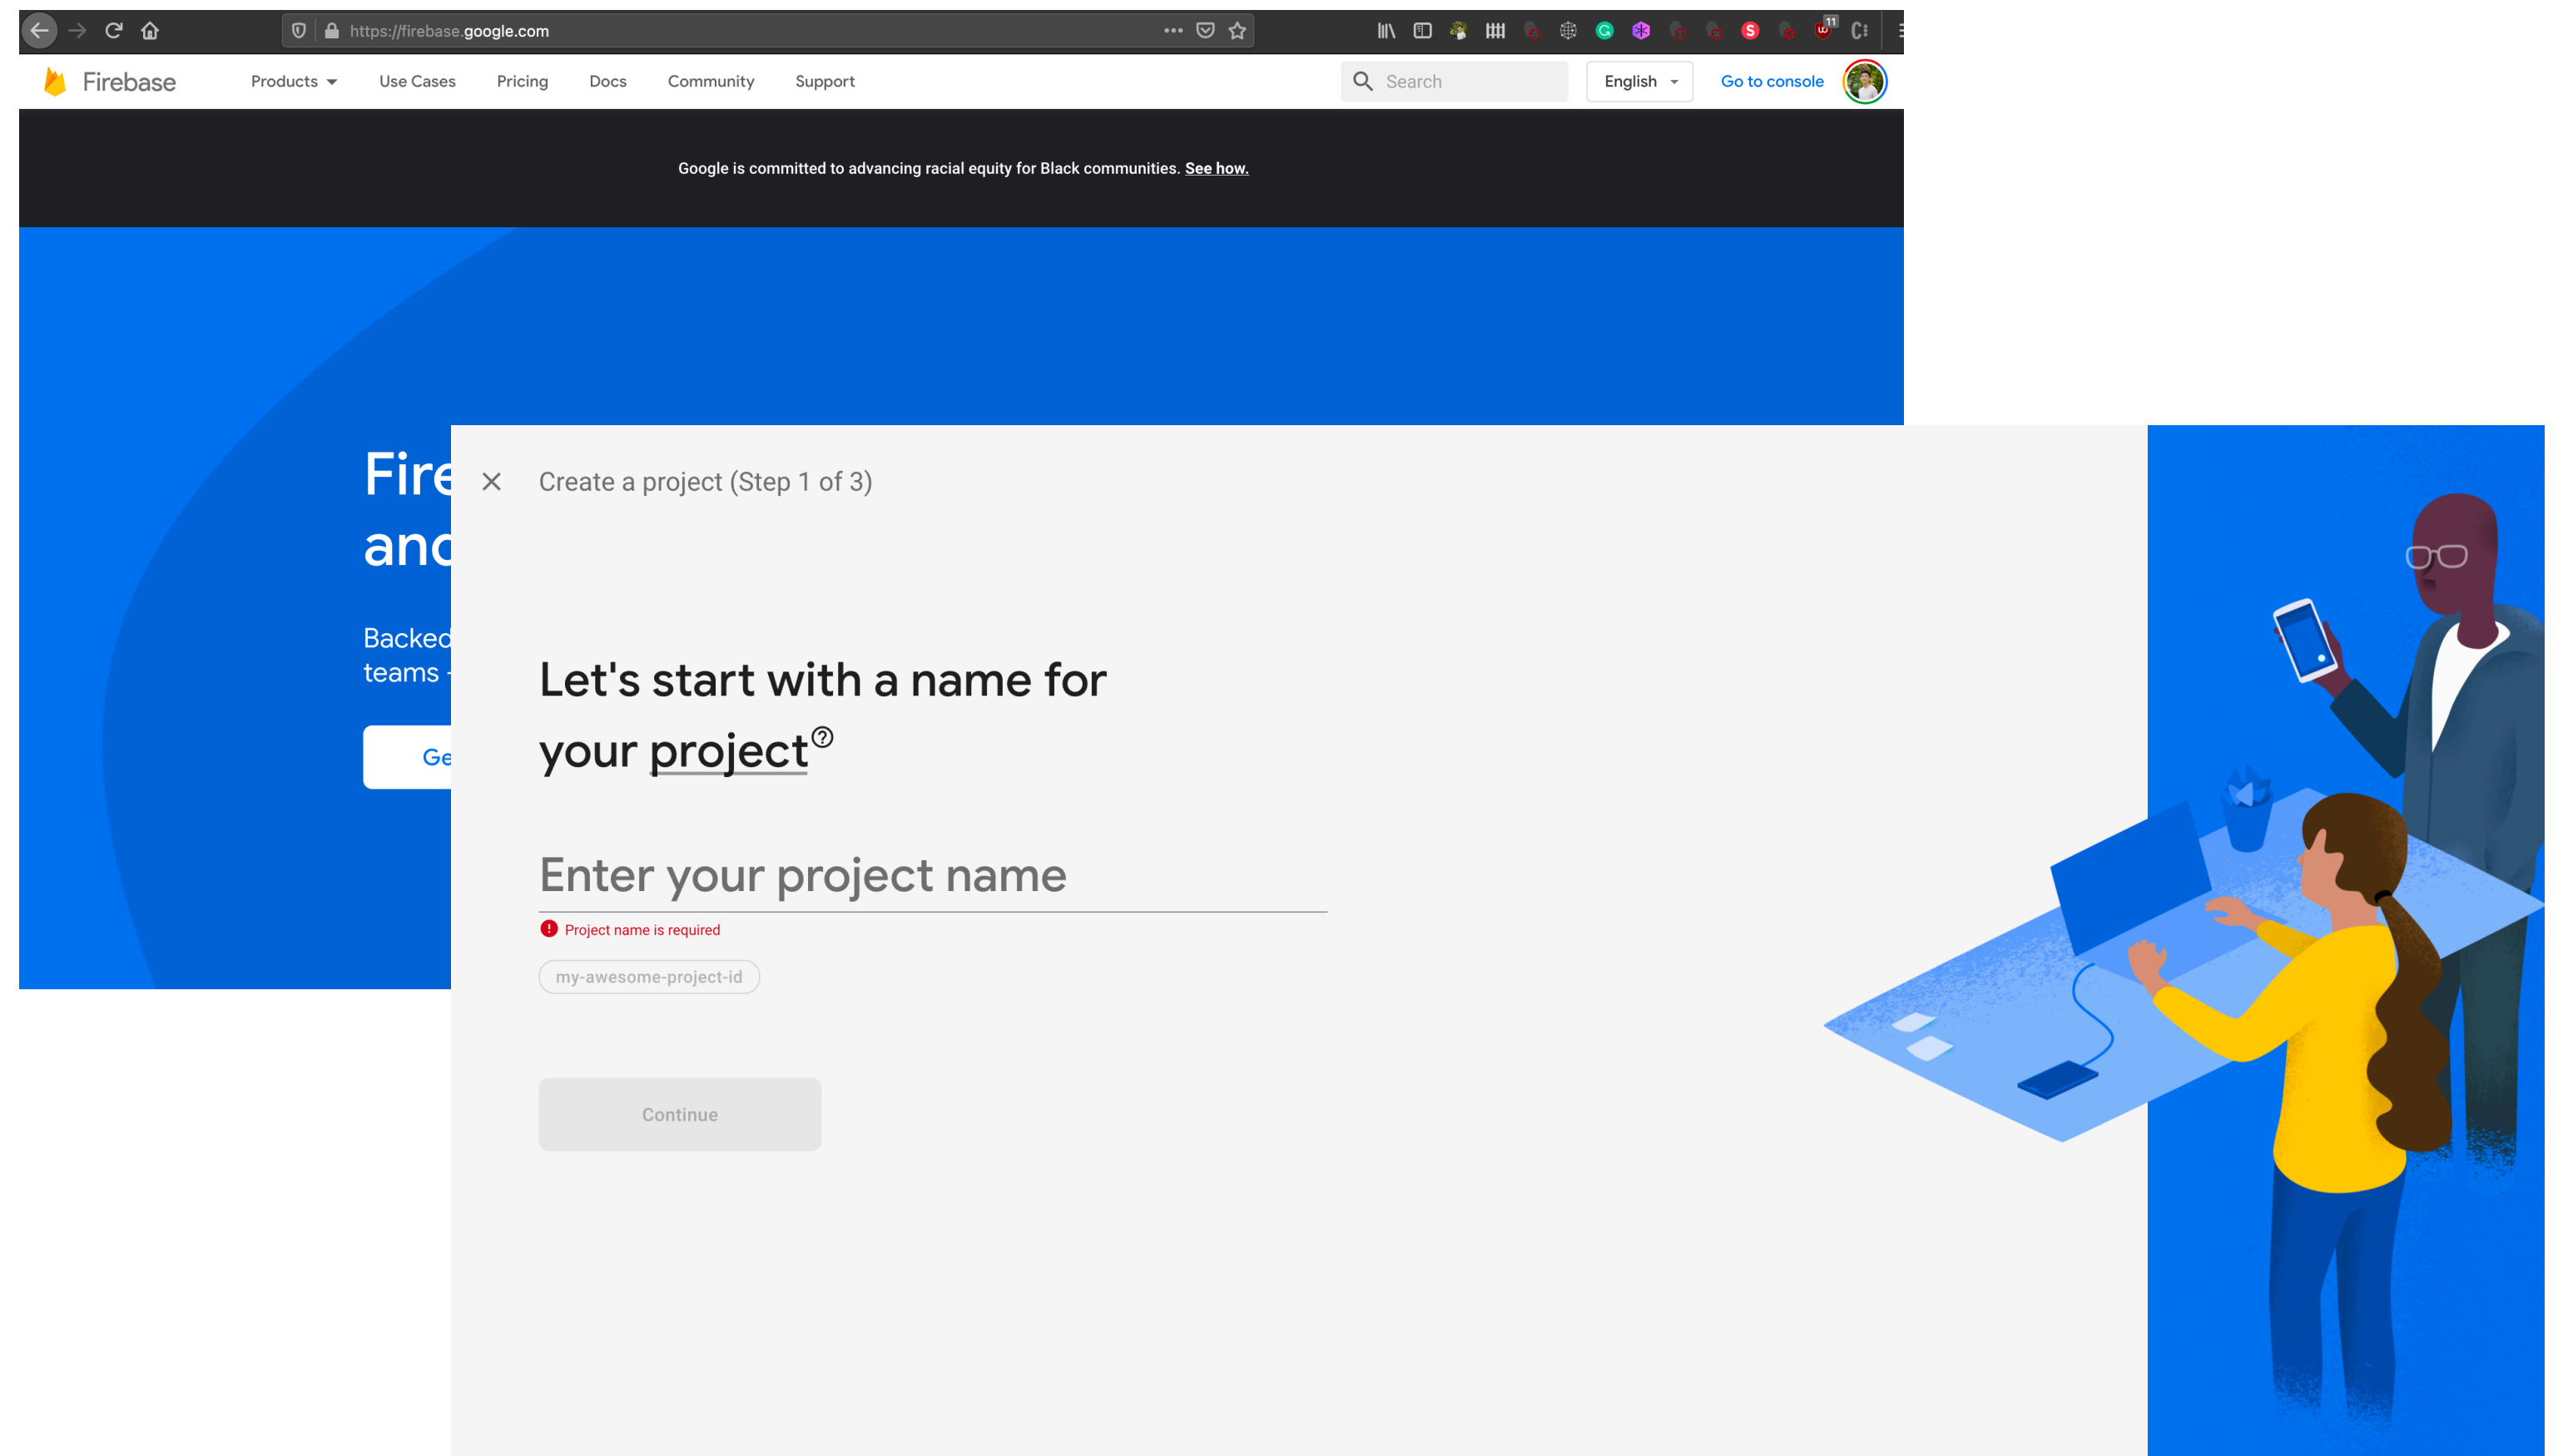 https://firebase.google.com
11
Firebase
Products
Use Cases
Pricing
Docs
Community
Support
Search
English
Go to console
Google is committed to advancing racial equity for Black communities. See how.
Fire
and
Backed
teams -
Ge
Create a project (Step 1 of 3)
Let's start with a name for
your project
Enter your project name
Project name is required
my-awesome-project-id
Continue